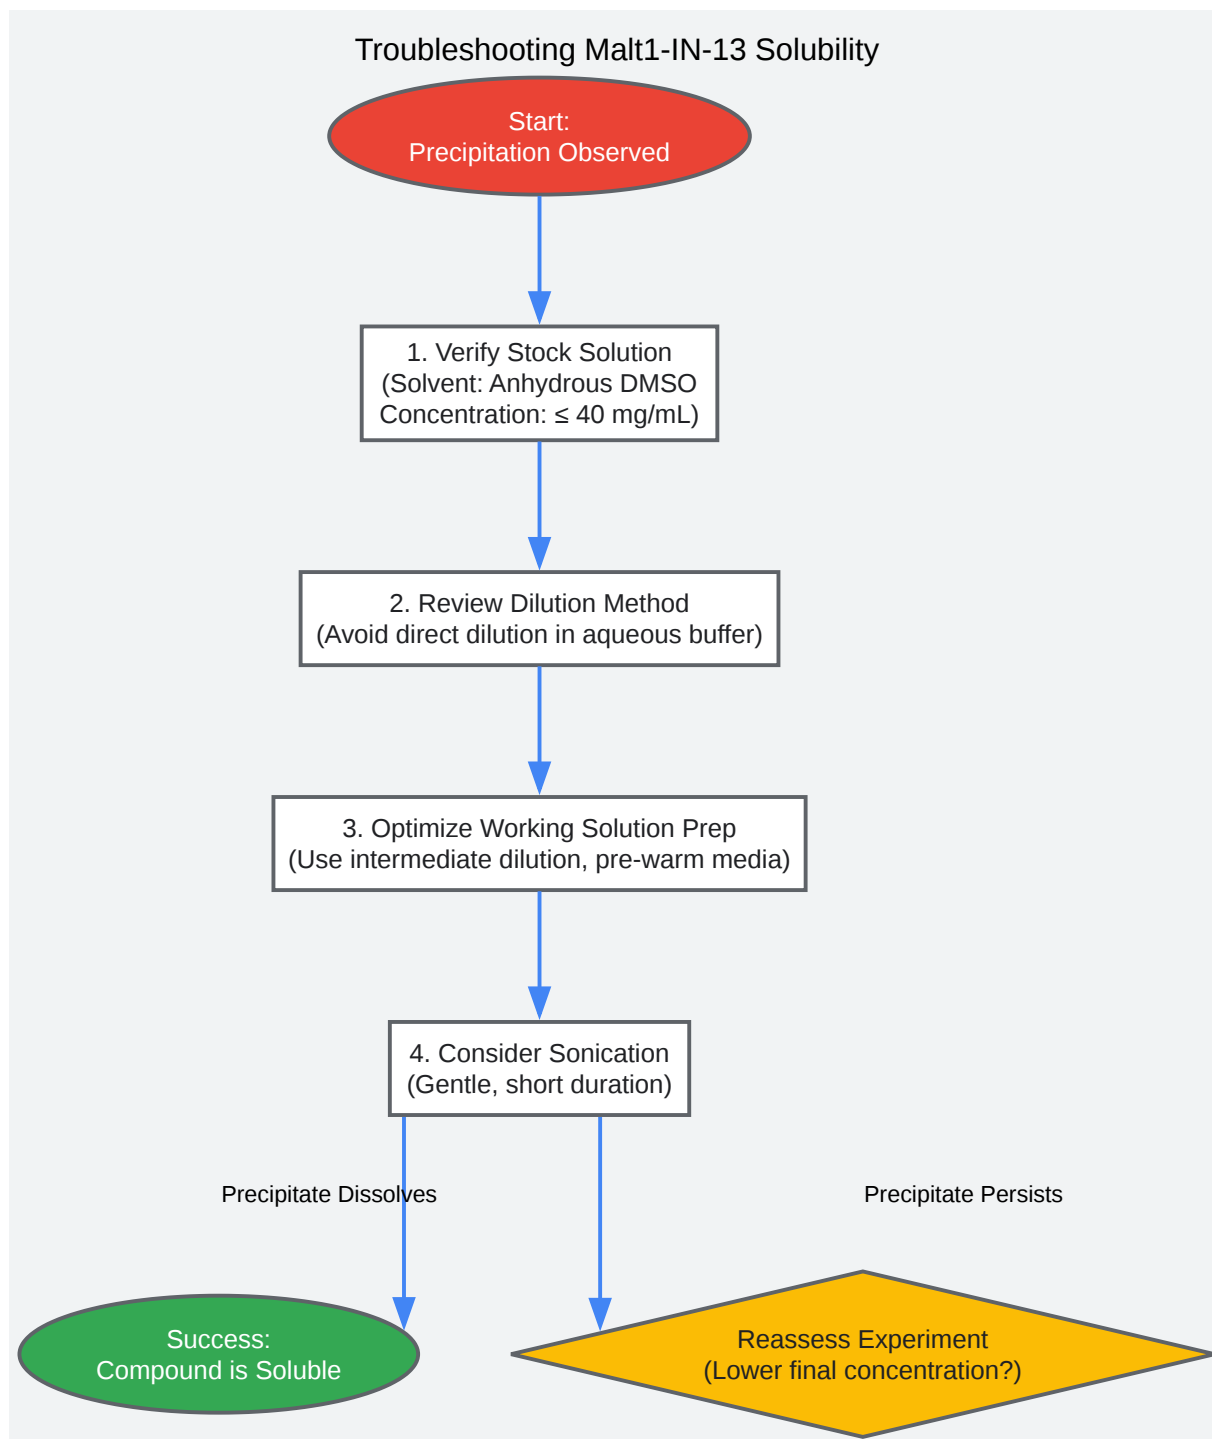 Troubleshooting Malt1-IN-13 Solubility
Start:
Precipitation Observed
1. Verify Stock Solution
(Solvent: Anhydrous DMSO
Concentration: ≤ 40 mg/mL)
2. Review Dilution Method
(Avoid direct dilution in aqueous buffer)
3. Optimize Working Solution Prep
(Use intermediate dilution, pre-warm media)
4. Consider Sonication
(Gentle, short duration)
Precipitate Dissolves
Precipitate Persists
Success:
Compound is Soluble
Reassess Experiment
(Lower final concentration?)